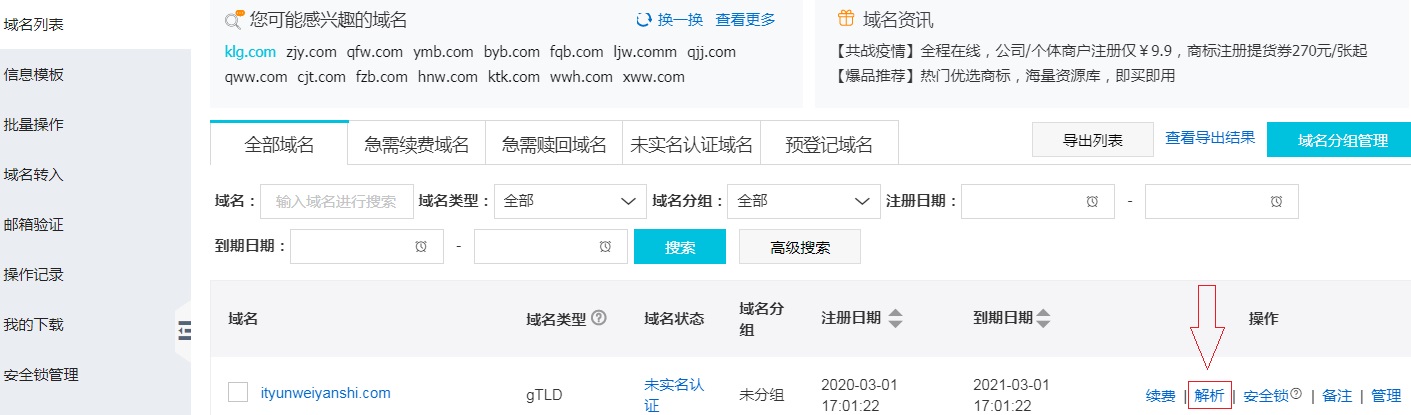 域名列表
信息模板
批量操作
域名转入
邮箱验证
操作记录
我的下载
安全锁管理
您可能感兴趣的域名 换一换 查看更多
klg.com zjy.com qfw.com ymb.com byb.com fqb.com ljw.comm qjj.com
qww.com cjt.com fzb.com hnw.com ktk.com wwh.com xww.com
域名资讯
【共战疫情】全程在线，公司/个体商户注册仅￥9.9，商标注册提货券270元/张起
【爆品推荐】热门优选商标，海量资源库，即买即用
全部域名 急需续费域名 急需赎回域名 未实名认证域名 预登记域名 导出列表 查看导出结果 域名分组管理
域名： 输入域名进行搜索 域名类型： 全部 域名分组： 全部 注册日期： -
到期日期： - 搜索 高级搜索
域名 域名类型 ? 域名状态 域名分组 注册日期 到期日期 操作
ityunweiyanshi.com gTLD 未实名认证 未分组 2020-03-01 17:01:22 2021-03-01 17:01:22 续费 | 解析 | 安全锁? | 备注 | 管理